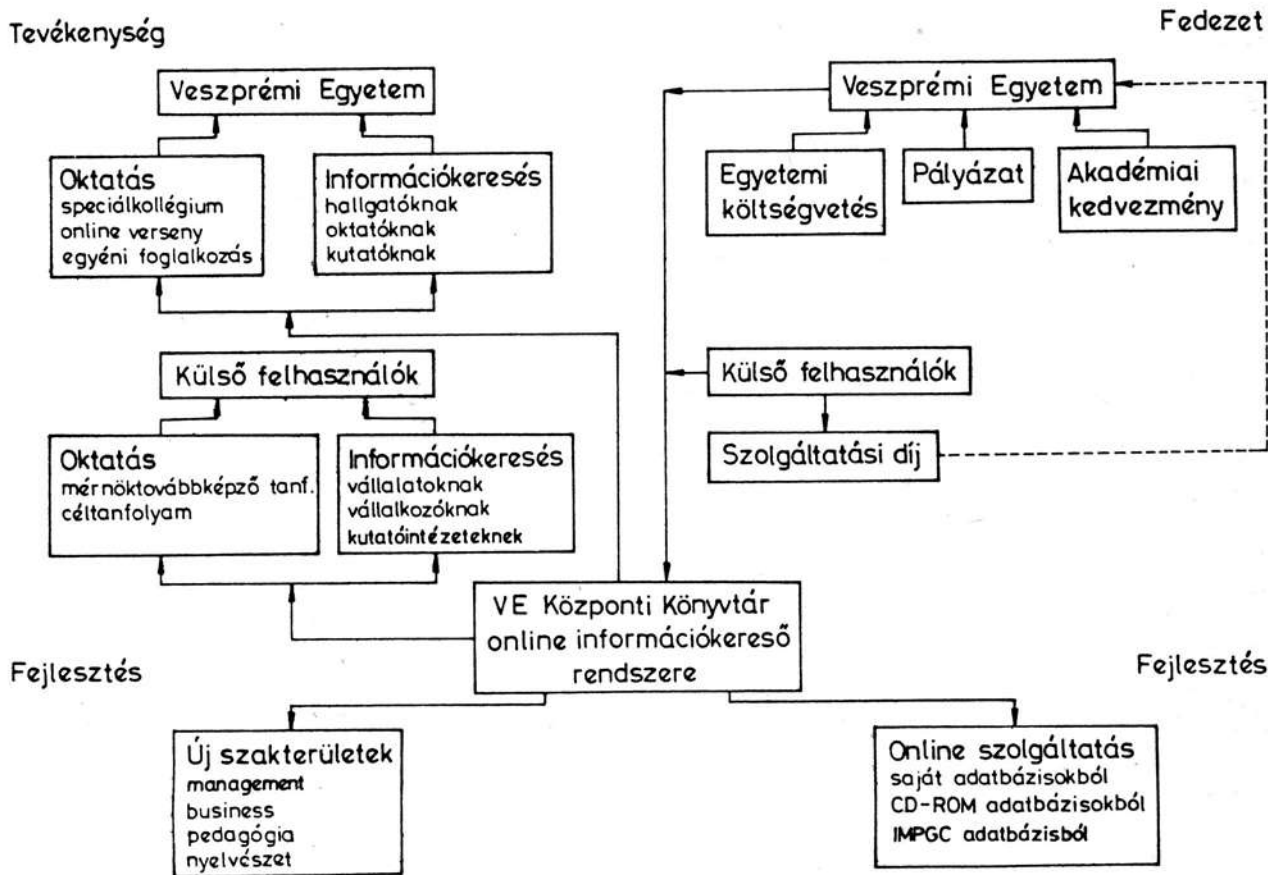 Tevékenység
Fedezet
Veszprémi Egyetem
Oktatás
speciálkollégium
online verseny
egyéni foglalkozás
Információkeresés
hallgatóknak
oktatóknak
kutatóknak
Külső felhasználók
Oktatás
mérnöktovábbképző tanf.
céltanfolyam
Információkeresés
vállalatoknak
vállalkozóknak
kutatóintézeteknek
Veszprémi Egyetem
Egyetemi
költségvetés
Pályázat
Akadémiai
kedvezmény
Külső felhasználók
Szolgáltatási díj
VE Központi Könyvtár
online információkereső
rendszere
Fejlesztés
Fejlesztés
Új szakterületek
management
business
pedagógia
nyelvészet
Online szolgáltatás
saját adatbázisokból
CD-ROM adatbázisokból
IMPGC adatbázisból